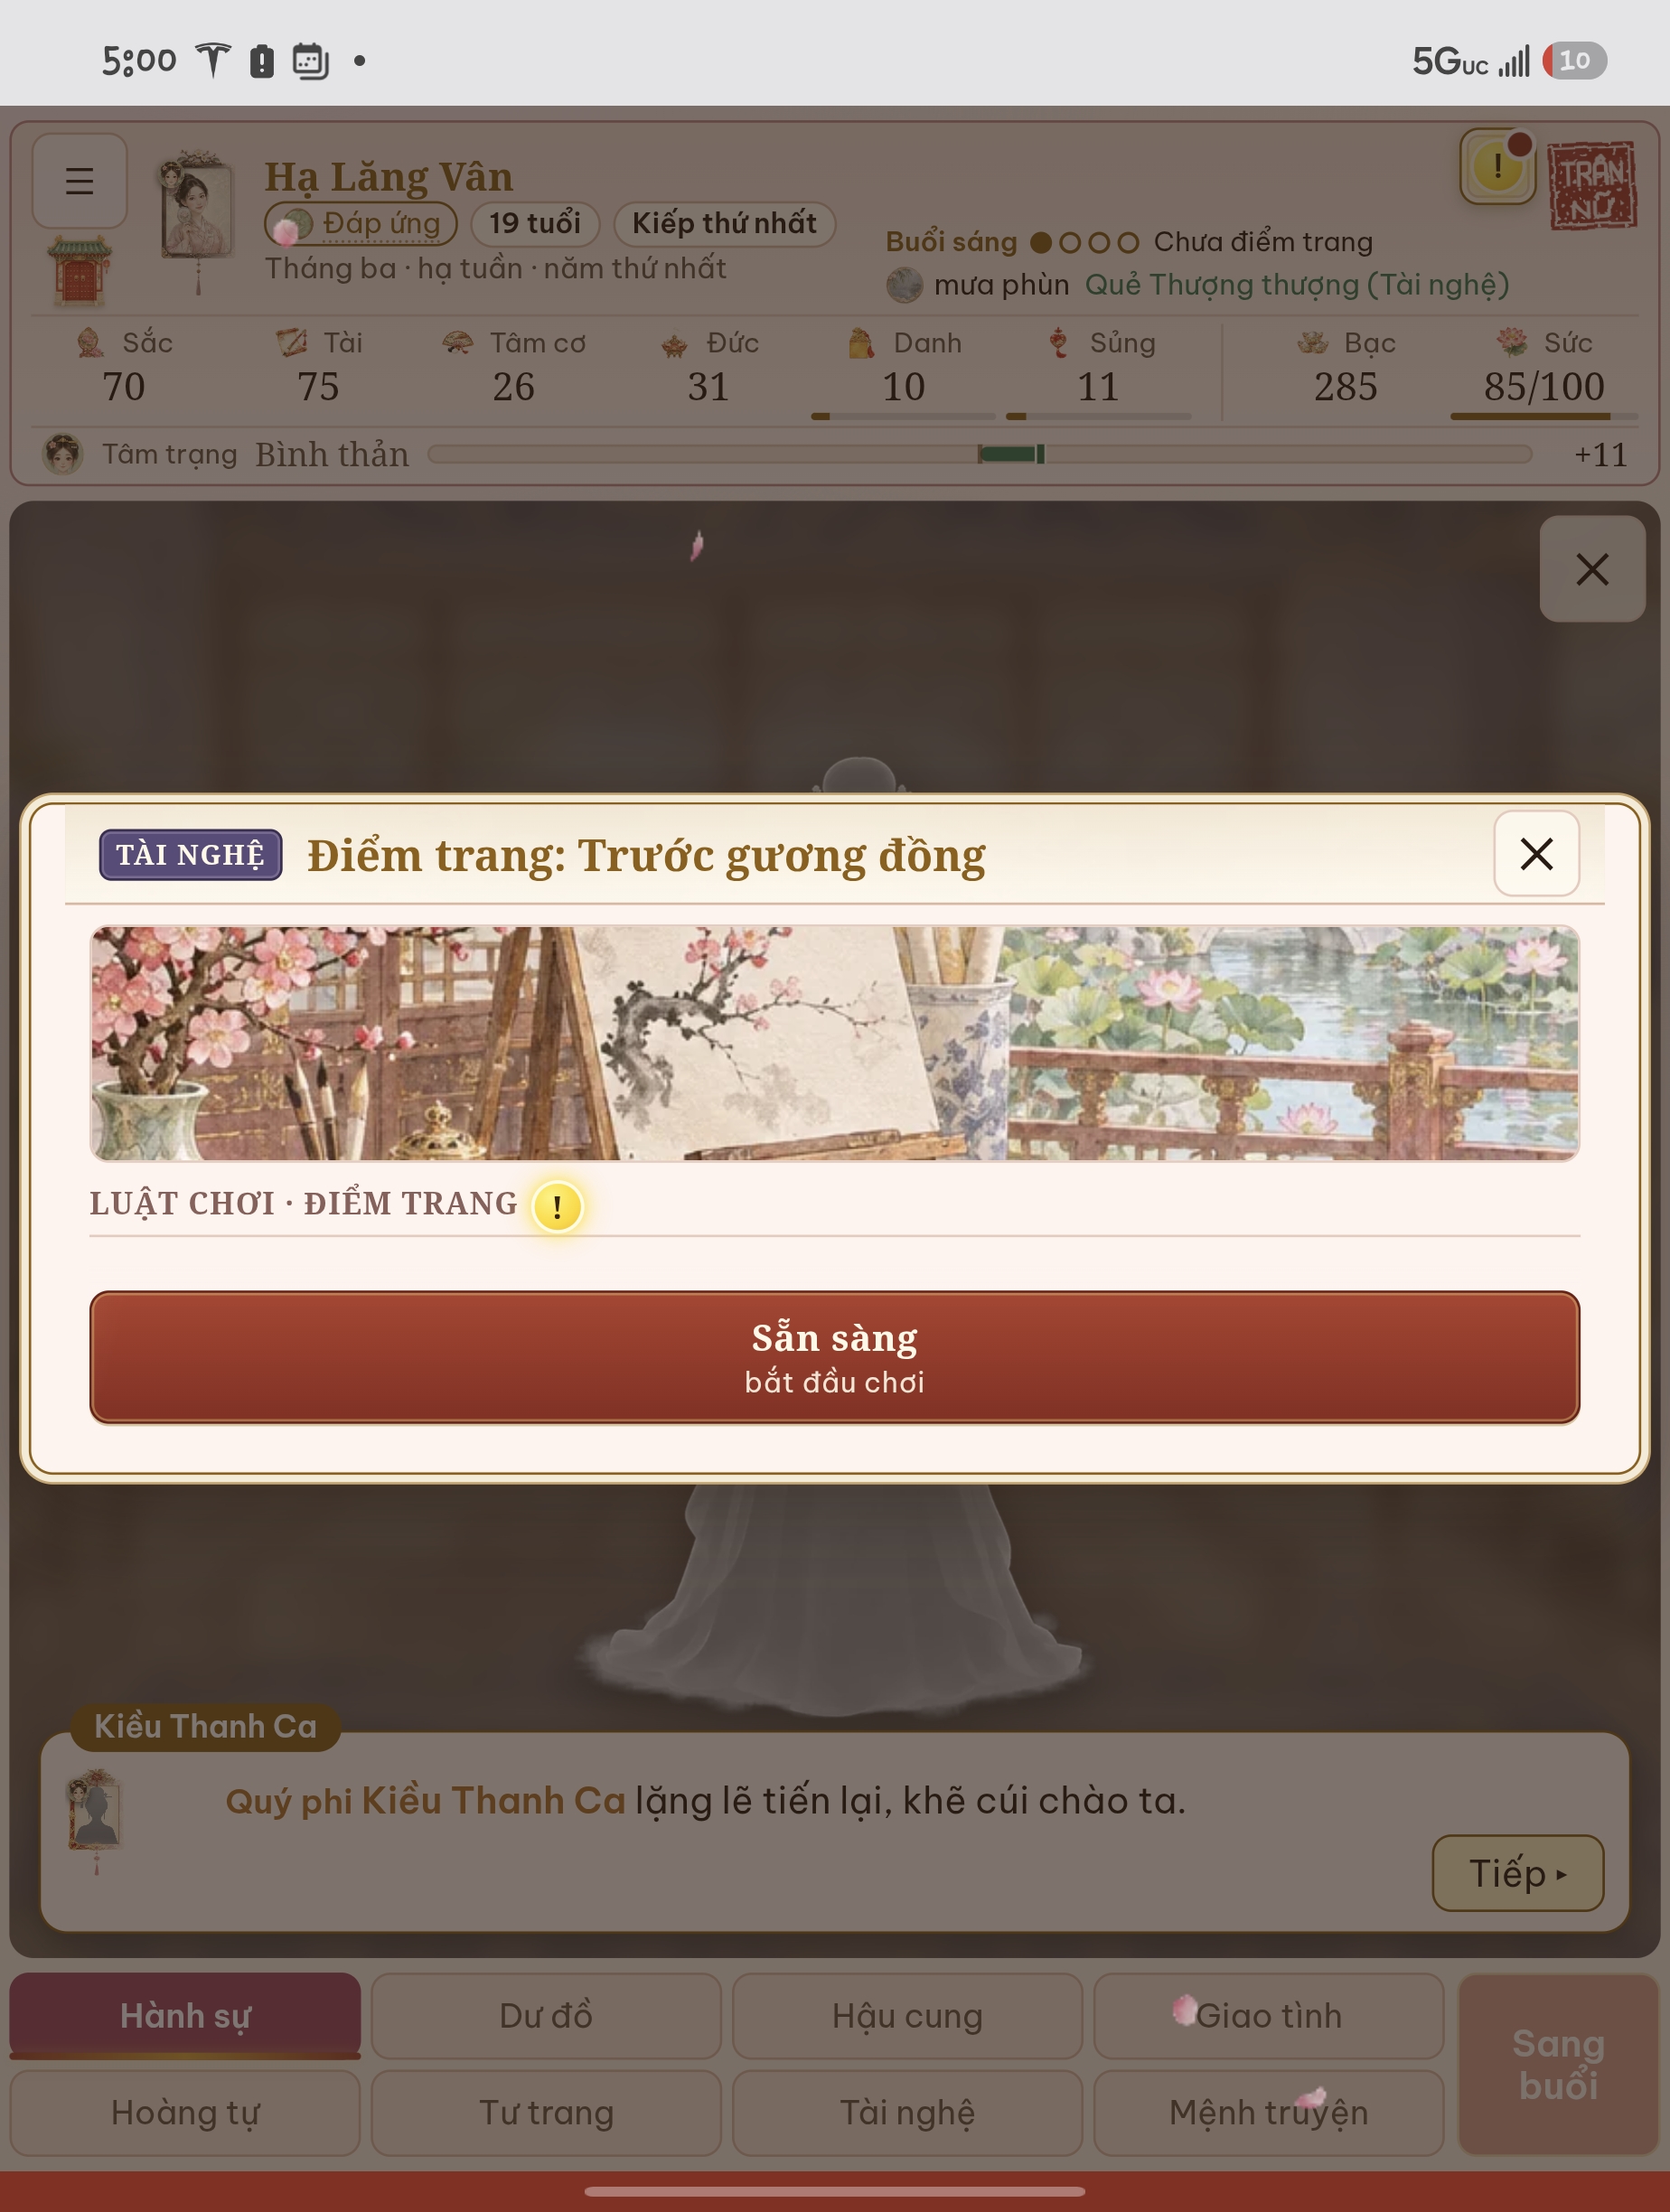 5:00
5G UC
10
Hạ Lăng Vân
Đáp ứng
19 tuổi
Kiếp thứ nhất
Tháng ba · hạ tuần · năm thứ nhất
!
TRÂN NỮ
Buổi sáng
Chưa điểm trang
mưa phùn
Quẻ Thượng thượng (Tài nghệ)
Sắc
Tài
Tâm cơ
Đức
Danh
Sủng
Bạc
Sức
70
75
26
31
10
11
285
85/100
Tâm trạng
Bình thản
+11
TÀI NGHỆ
Điểm trang: Trước gương đồng
LUẬT CHƠI · ĐIỂM TRANG
!
Sẵn sàng
bắt đầu chơi
Kiều Thanh Ca
Quý phi Kiều Thanh Ca lặng lẽ tiến lại, khẽ cúi chào ta.
Tiếp ▸
Hành sự
Dư đồ
Hậu cung
Giao tình
Sang
buổi
Hoàng tự
Tư trang
Tài nghệ
Mệnh truyện